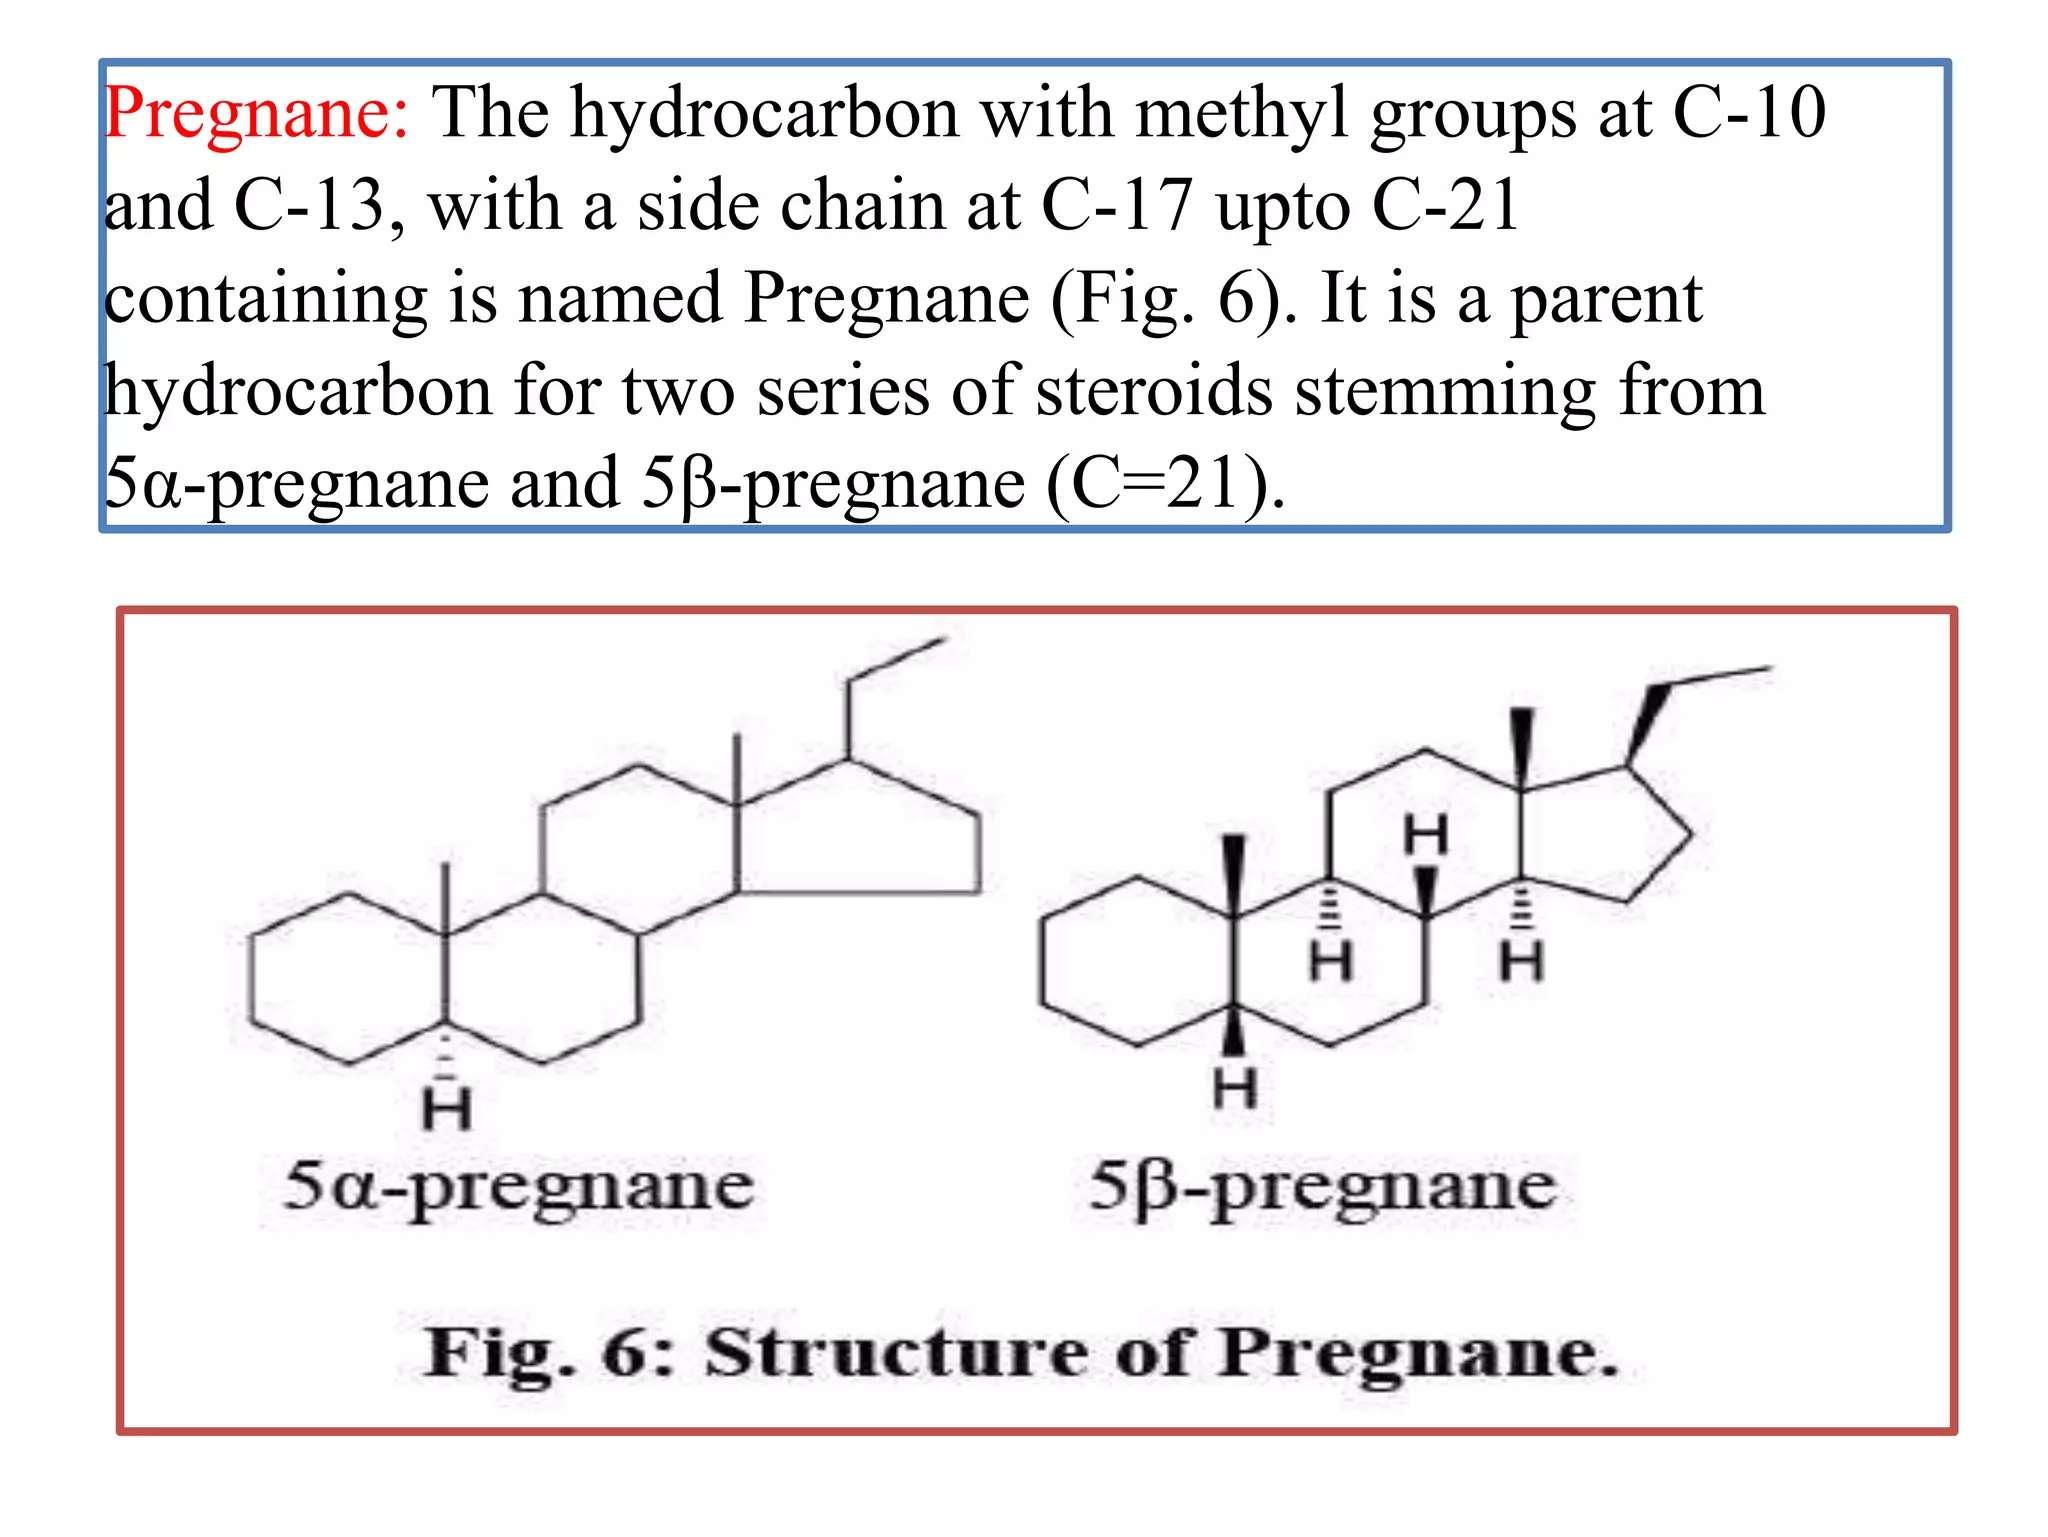 Pregnane: The hydrocarbon with methyl groups at C-10
and C-13, with a side chain at C-17 upto C-21
containing is named Pregnane (Fig. 6). It is a parent
hydrocarbon for two series of steroids stemming from
5α-pregnane and 5β-pregnane (C=21).
H
H
H
H
H
5α-pregnane
5β-pregnane
Fig. 6: Structure of Pregnane.